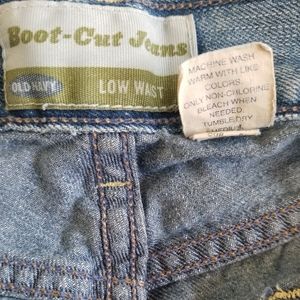 Boot-Cut Jeans
OLD NAVY
LOW WAIST
MACHINE WASH
WARM WITH LIKE
COLORS.
ONLY NON-CHLORINE
BLEACH WHEN
NEEDED.
TUMBLE DRY
MEDIUM